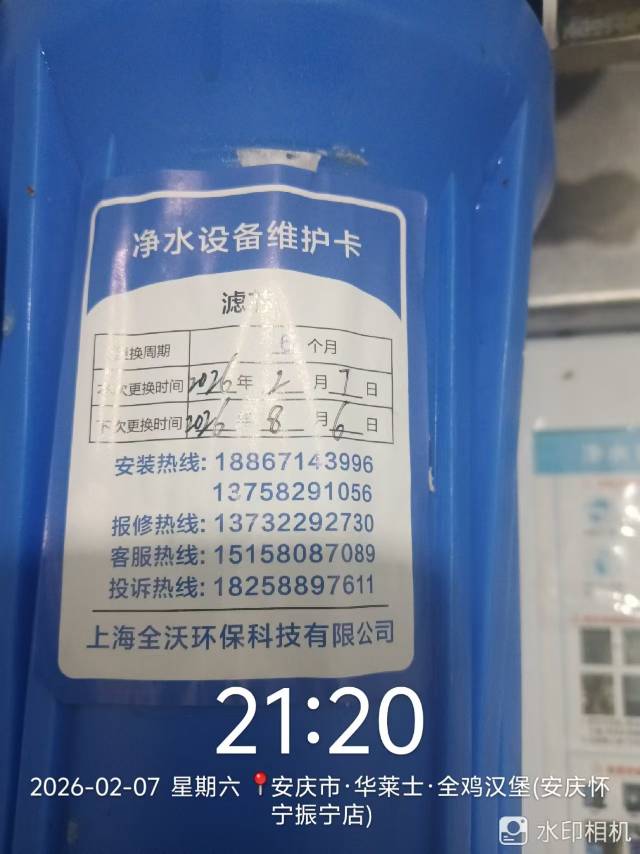 净水设备维护卡
滤芯
更换周期 6 个月
本次更换时间 2026 年 2 月 7 日
下次更换时间 2026 年 8 月 6 日
安装热线: 18867143996
13758291056
报修热线: 13732292730
客服热线: 15158087089
投诉热线: 18258897611
上海全沃环保科技有限公司
21:20
2026-02-07 星期六 安庆市·华莱士·全鸡汉堡(安庆怀
宁振宁店)
水印相机